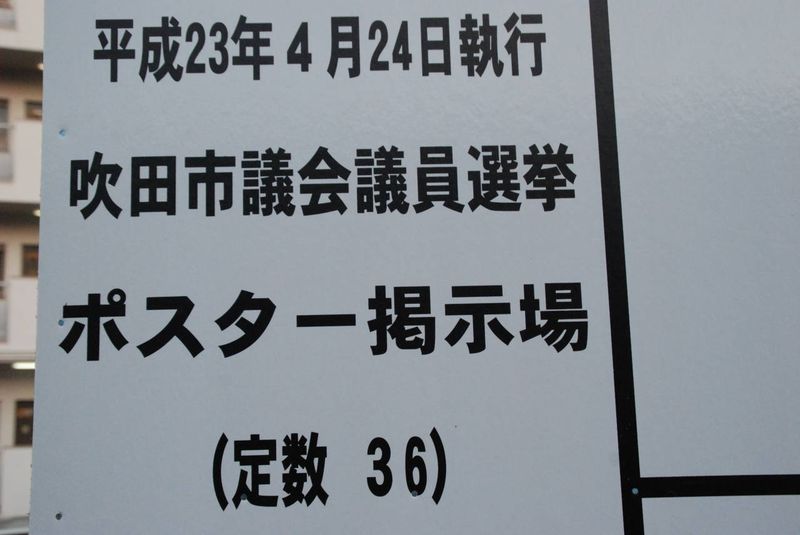 平成23年４月24日執行
吹田市議会議員選挙
ポスター掲示場
(定数 36)